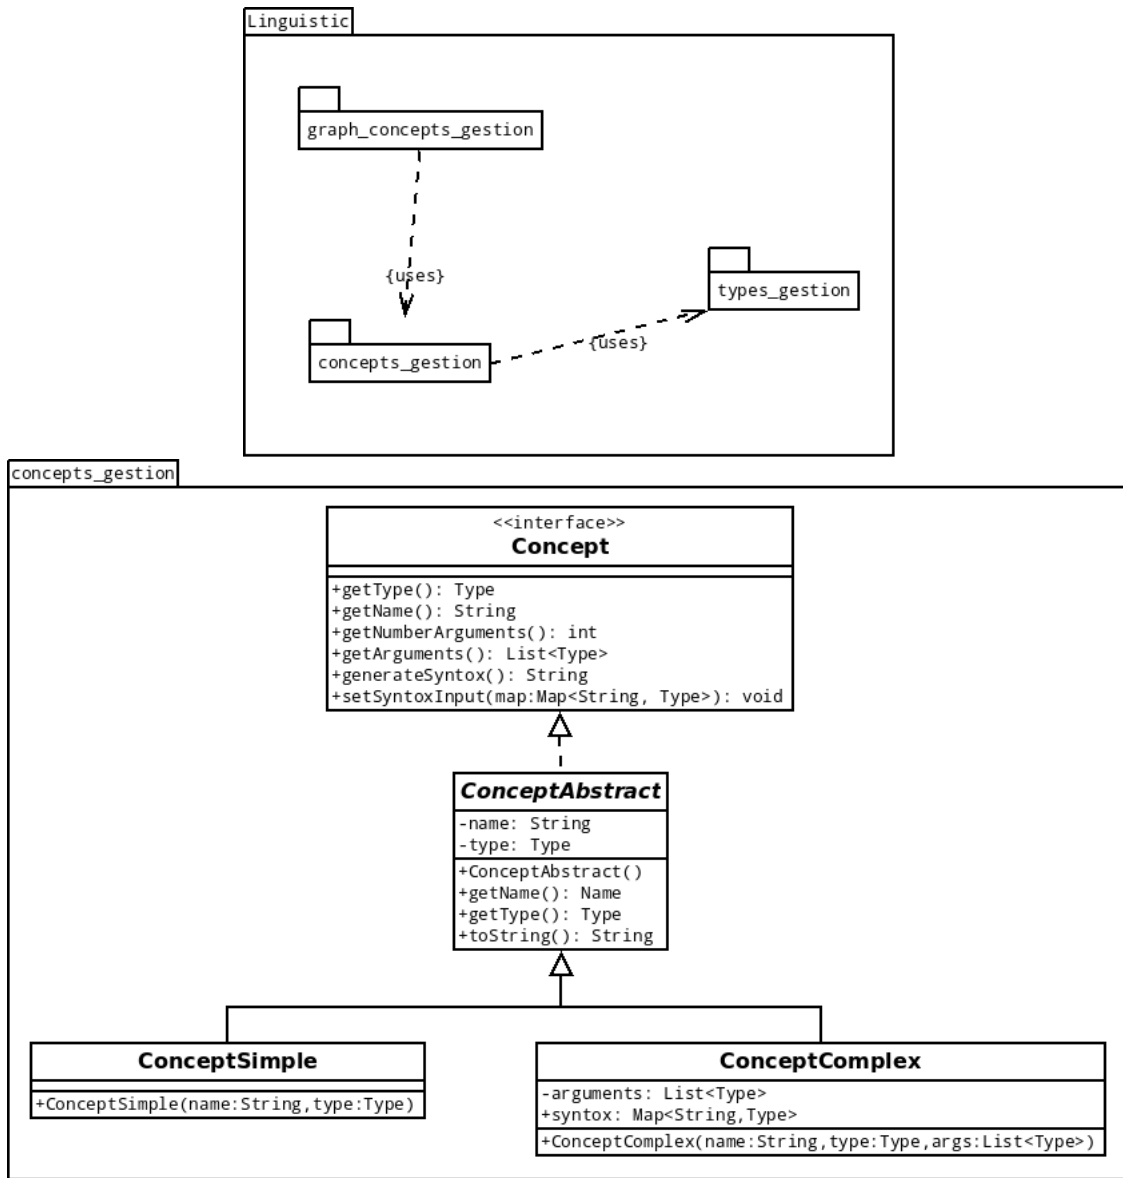 Linguistic
graph_concepts_gestion
{uses}
types_gestion
{uses}
concepts_gestion
concepts_gestion
<<interface>>
Concept
+getType(): Type
+getName(): String
+getNumberArguments(): int
+getArguments(): List<Type>
+generateSyntox(): String
+setSyntoxInput(map:Map<String, Type>): void
ConceptAbstract
-name: String
-type: Type
+ConceptAbstract()
+getName(): Name
+getType(): Type
+toString(): String
ConceptSimple
+ConceptSimple(name:String,type:Type)
ConceptComplex
-arguments: List<Type>
+syntox: Map<String,Type>
+ConceptComplex(name:String,type:Type,args:List<Type>)